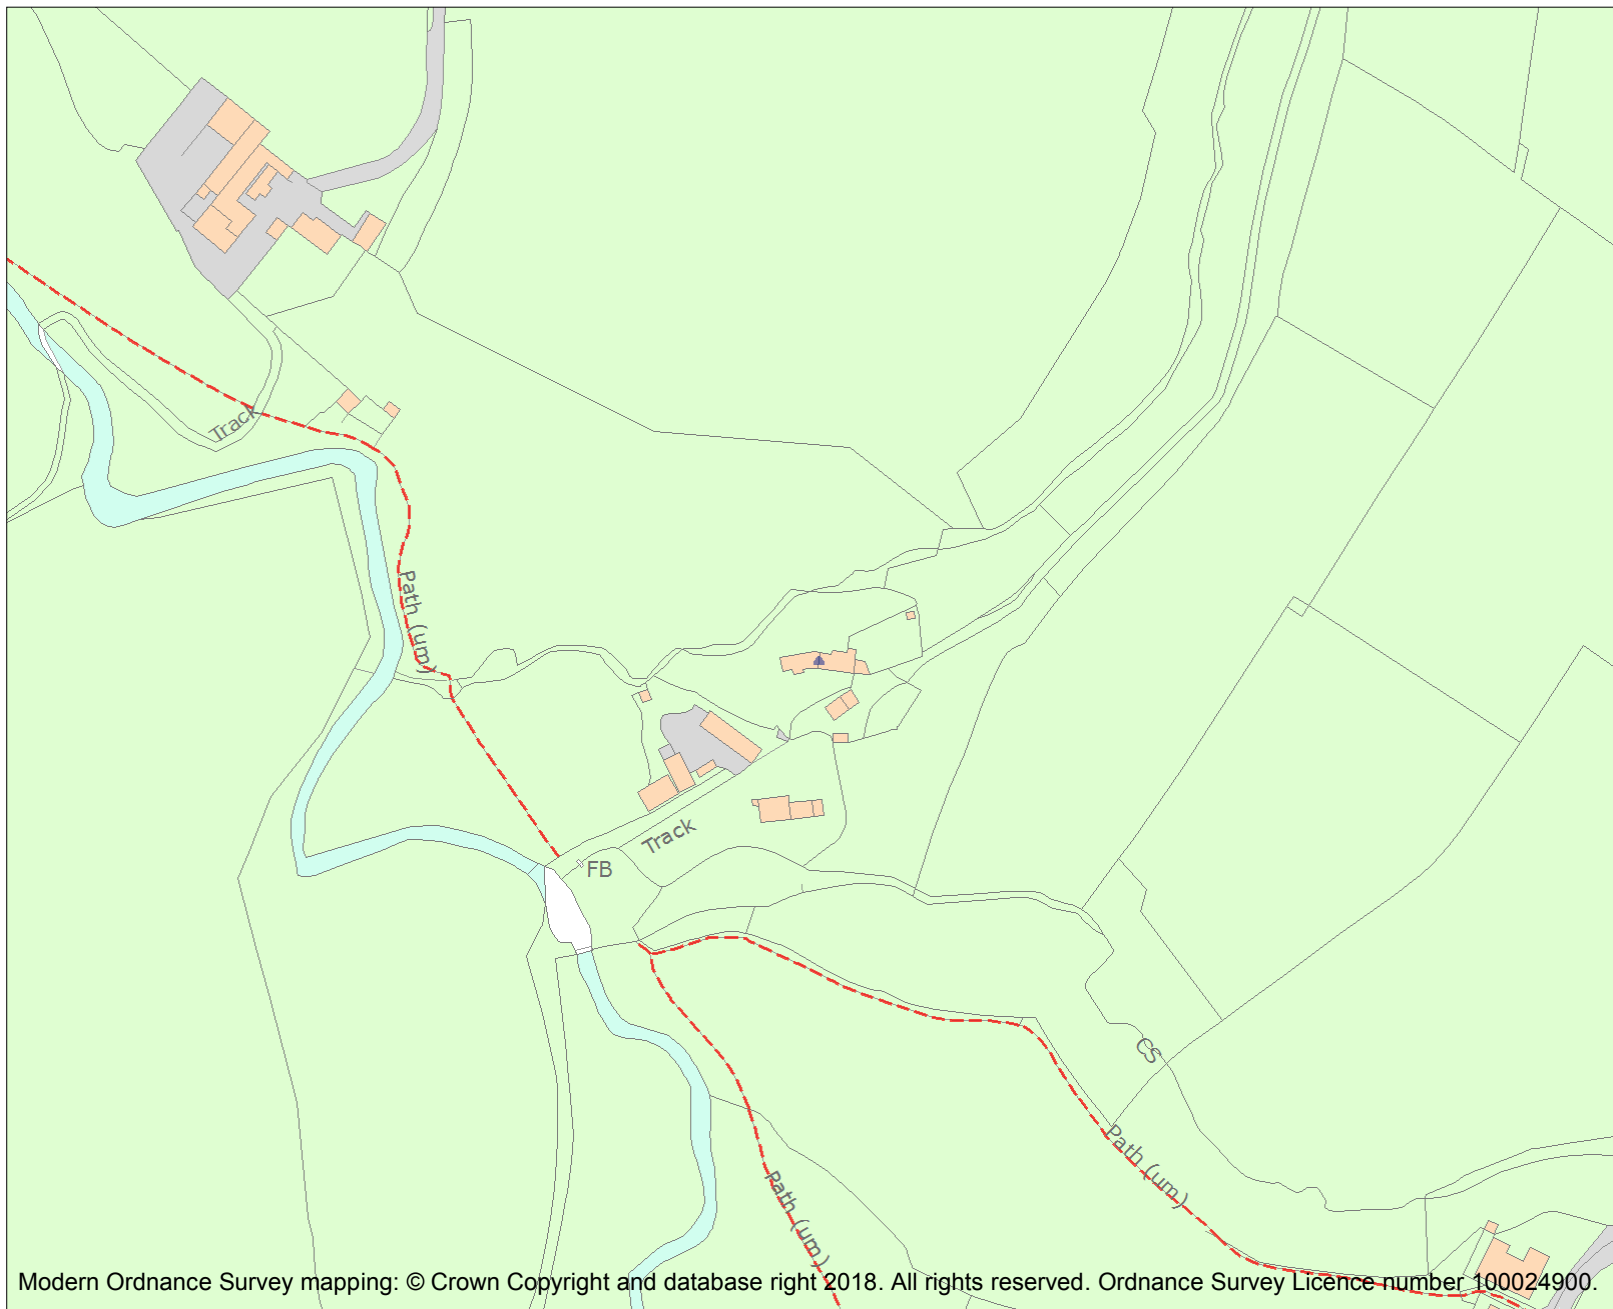 Track
Path (um)
Track
FB
CS
Path (um)
Path (um)
Modern Ordnance Survey mapping: © Crown Copyright and database right 2018. All rights reserved. Ordnance Survey Licence number 100024900.